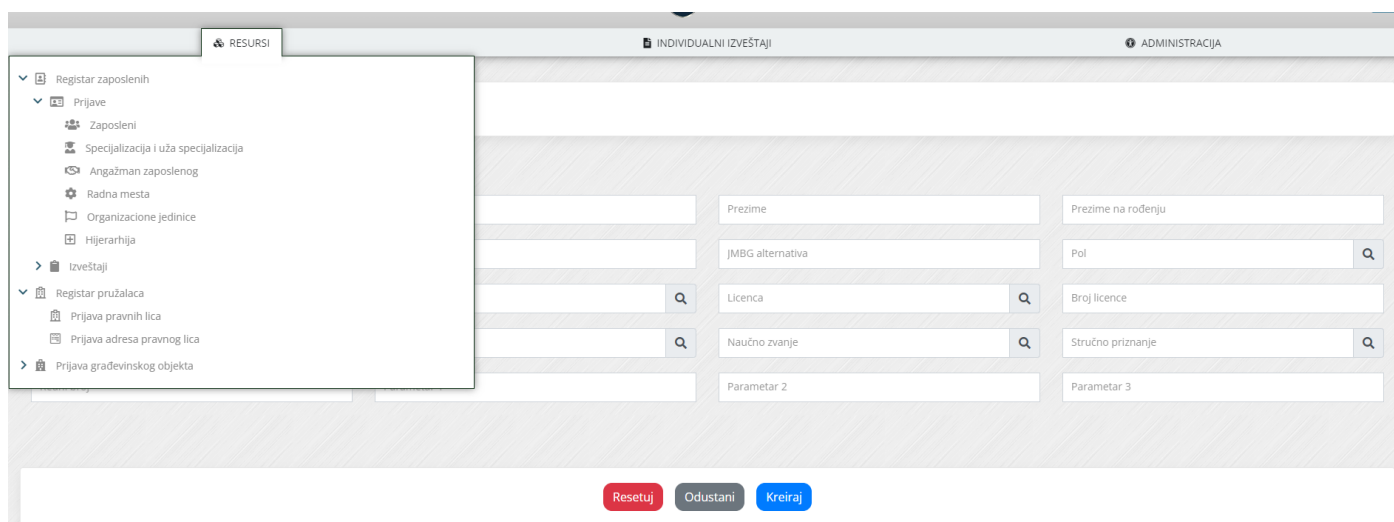 RESURSI
INDIVIDUALNI IZVEŠTAJI
ADMINISTRACIJA
Registar zaposlenih
Prijave
Zaposleni
Specijalizacija i uža specijalizacija
Angažman zaposlenog
Radna mesta
Organizacione jedinice
Hijerarhija
Izveštaji
Registar pružalaca
Prijava pravnih lica
Prijava adresa pravnog lica
Prijava građevinskog objekta
Prezime
Prezime na rođenju
JMBG alternativa
Pol
Licenca
Broj licence
Naučno zvanje
Stručno priznanje
Parametar 2
Parametar 3
Resetuj
Odustani
Kreiraj